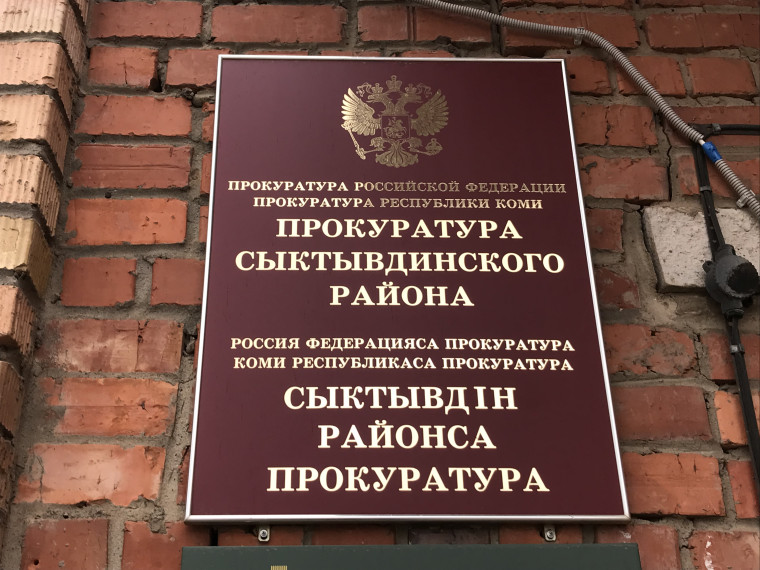 ПРОКУРАТУРА РОССИЙСКОЙ ФЕДЕРАЦИИ
ПРОКУРАТУРА РЕСПУБЛИКИ КОМИ
ПРОКУРАТУРА
СЫКТЫВДИНСКОГО
РАЙОНА
РОССИЯ ФЕДЕРАЦИЯСА ПРОКУРАТУРА
КОМИ РЕСПУБЛИКАСА ПРОКУРАТУРА
СЫКТЫВДІН
РАЙОНСА
ПРОКУРАТУРА